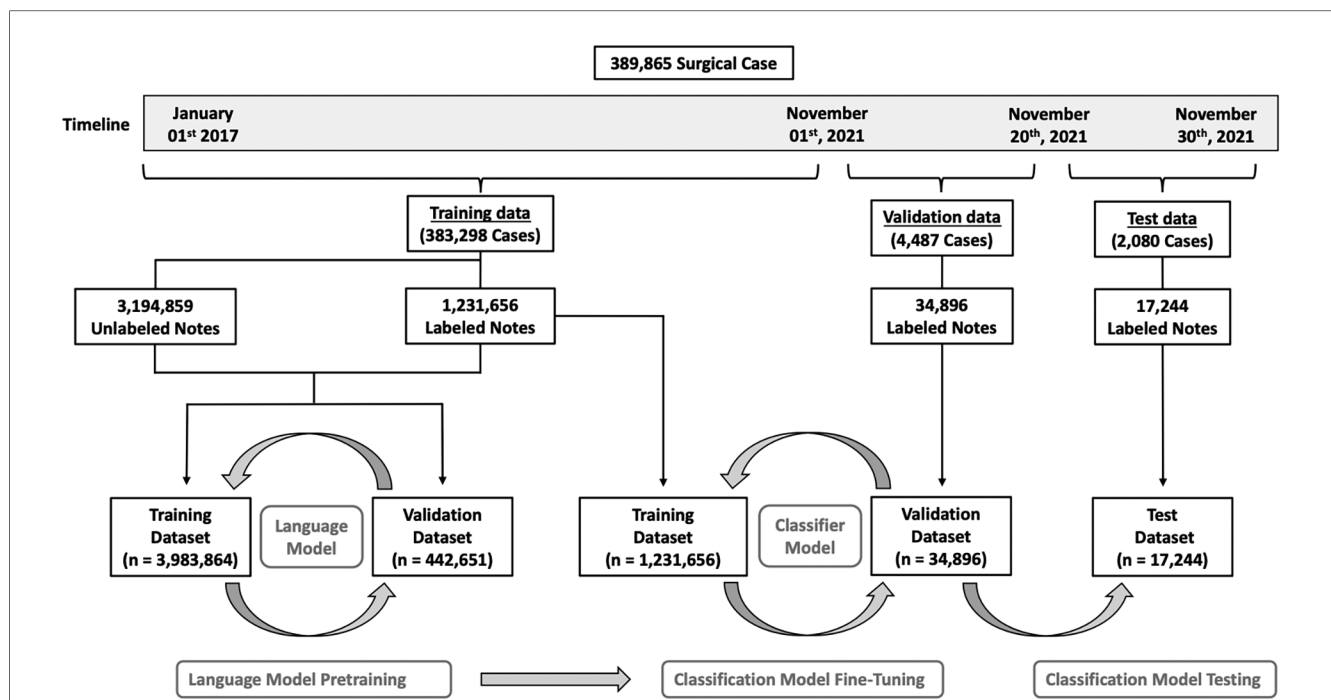 389,865 Surgical Case
Timeline
January
01st 2017
November
01st, 2021
November
20th, 2021
November
30th, 2021
Training data
(383,298 Cases)
Validation data
(4,487 Cases)
Test data
(2,080 Cases)
3,194,859
Unlabeled Notes
1,231,656
Labeled Notes
34,896
Labeled Notes
17,244
Labeled Notes
Training
Dataset
(n = 3,983,864)
Language
Model
Validation
Dataset
(n = 442,651)
Training
Dataset
(n = 1,231,656)
Classifier
Model
Validation
Dataset
(n = 34,896)
Test
Dataset
(n = 17,244)
Language Model Pretraining
Classification Model Fine-Tuning
Classification Model Testing